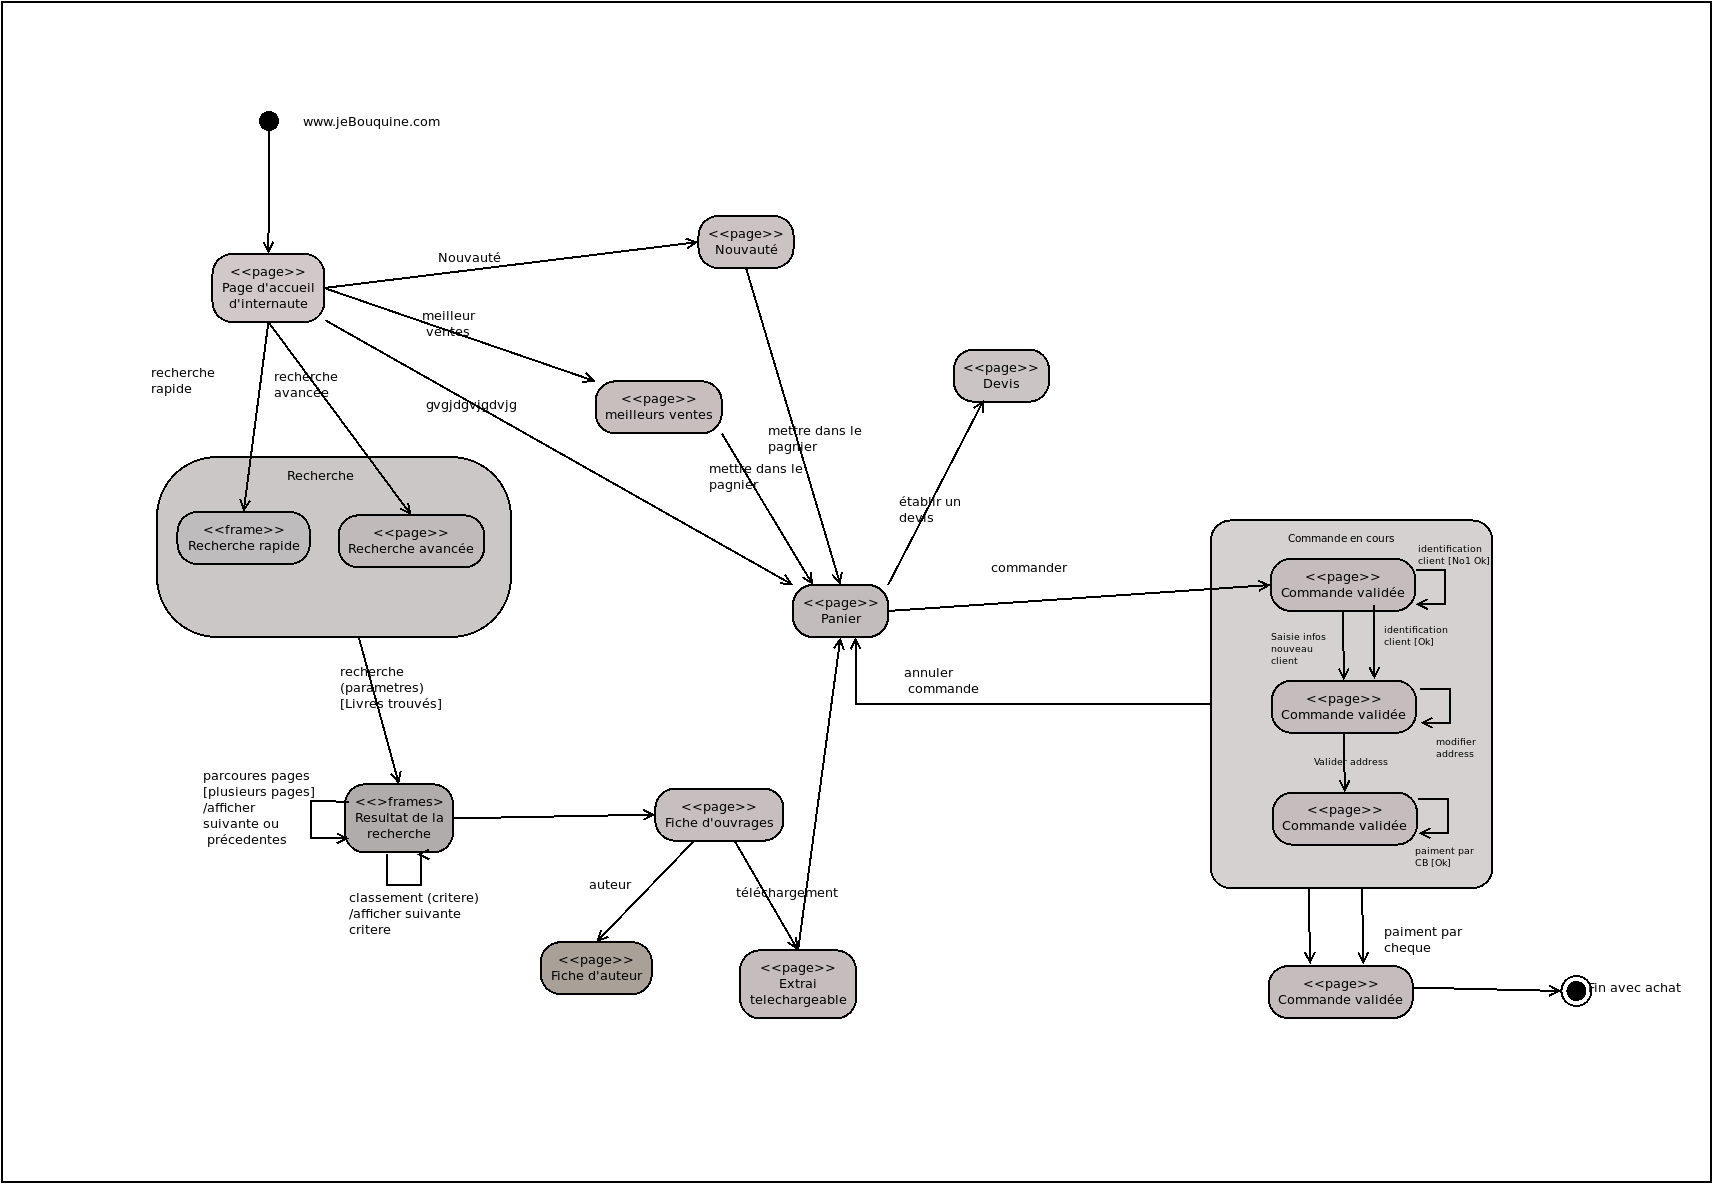 www.jeBouquine.com
<<page>>
Page d'accueil
d'internaute
Nouvauté
<<page>>
Nouvauté
meilleur
ventes
<<page>>
meilleurs ventes
recherche
rapide
recherche
avancée
gvgjdgvjgdvjg
<<page>>
Devis
mettre dans le
pagnier
mettre dans le
pagnier
établir un
devis
Recherche
<<frame>>
Recherche rapide
<<page>>
Recherche avancée
<<page>>
Panier
commander
Commande en cours
identification
client [No1 Ok]
<<page>>
Commande validée
Saisie infos
nouveau
client
identification
client [Ok]
annuler
commande
<<page>>
Commande validée
modifier
address
Valider address
<<page>>
Commande validée
paiment par
CB [Ok]
recherche
(parametres)
[Livres trouvés]
parcoures pages
[plusieurs pages]
/afficher
suivante ou
précedentes
<<>frames>
Resultat de la
recherche
classement (critere)
/afficher suivante
critere
<<page>>
Fiche d'ouvrages
auteur
téléchargement
<<page>>
Fiche d'auteur
<<page>>
Extrai
telechargeable
paiment par
cheque
<<page>>
Commande validée
Fin avec achat